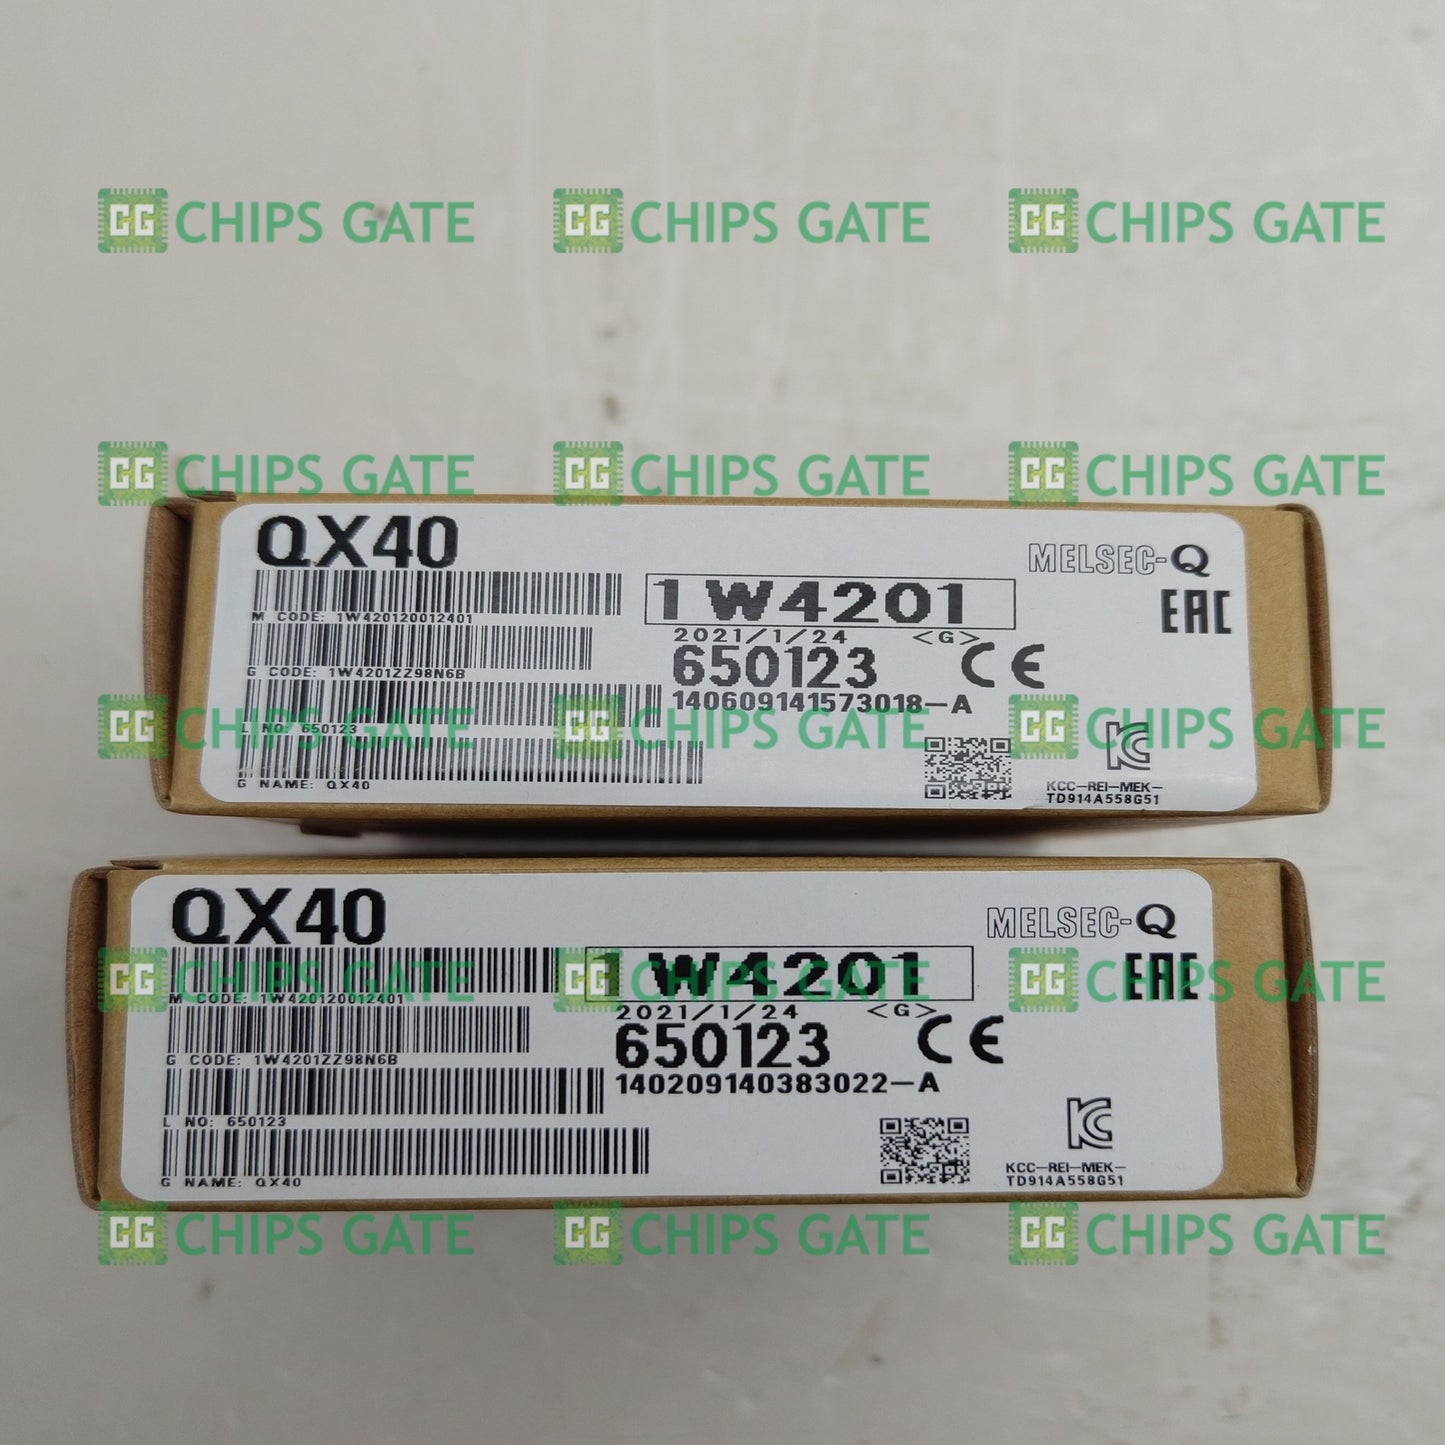 CG CHIPS GATE CG CHIPS GATE CG CHIPS GATE
CG CHIPS GATE CG CHIPS GATE CG CHIPS GATE
QX40
MELSEC-Q
1W4201
EAC
M CODE: 1W420120012401
2021/1/24 <G>
650123 CE
G CODE: 1W4201ZZ98N6B
140609141573018-A
CG CHIPS GATE CG CHIPS GATE CG CHIPS GATE
L NO: 650123
KC
G NAME: QX40
KCC-REI-MEK-
TD914A558G51
QX40
MELSEC-Q
1W4201
EAC
CG CHIPS GATE CG CHIPS GATE CG CHIPS GATE
M CODE: 1W420120012401
2021/1/24 <G>
650123 CE
G CODE: 1W4201ZZ98N6B
140209140383022-A
L NO: 650123
KC
KCC-REI-MEK-
TD914A558G51
G NAME: QX40
CG CHIPS GATE CG CHIPS GATE CG CHIPS GATE